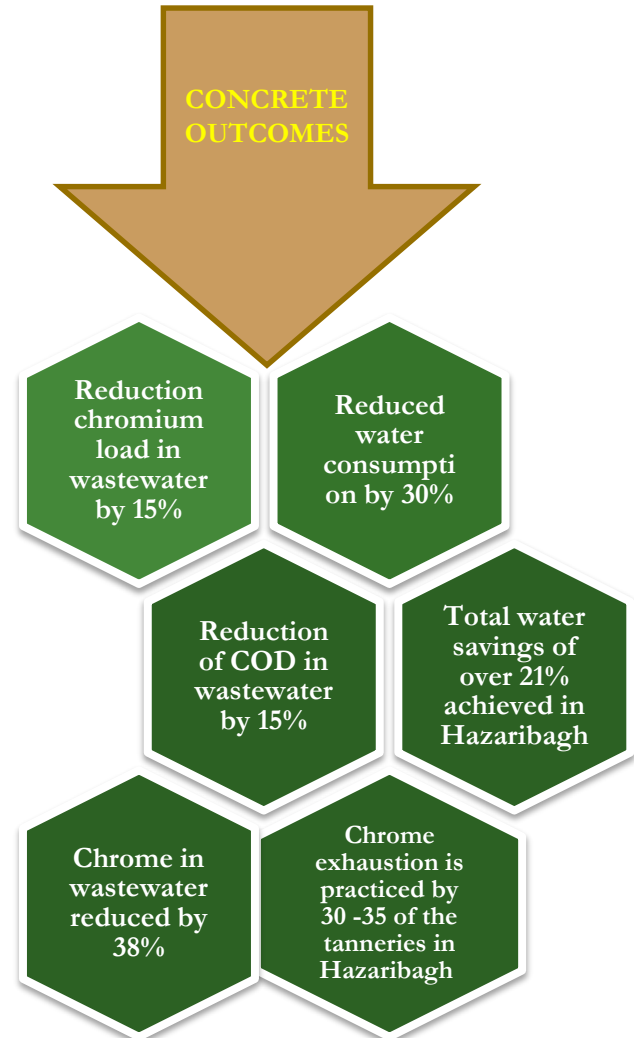 CONCRETE
OUTCOMES
Reduction
chromium
load in
wastewater
by 15%
Reduced
water
consumpti
on by 30%
Reduction
of COD in
wastewater
by 15%
Total water
savings of
over 21%
achieved in
Hazaribagh
Chrome in
wastewater
reduced by
38%
Chrome
exhaustion is
practiced by
30 -35 of the
tanneries in
Hazaribagh